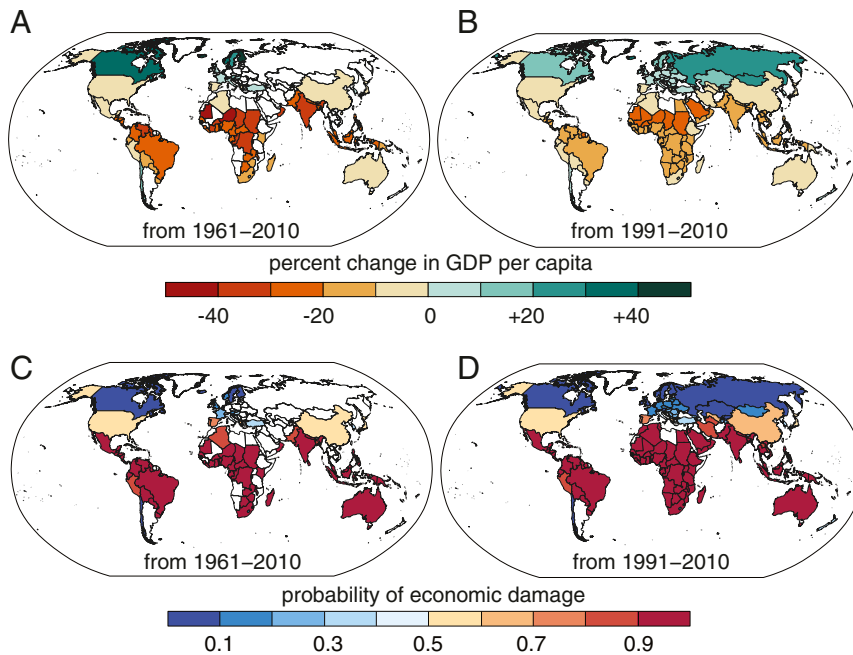 A
B
from 1961–2010
from 1991–2010
percent change in GDP per capita
-40
-20
0
+20
+40
C
D
from 1961–2010
from 1991–2010
probability of economic damage
0.1
0.3
0.5
0.7
0.9